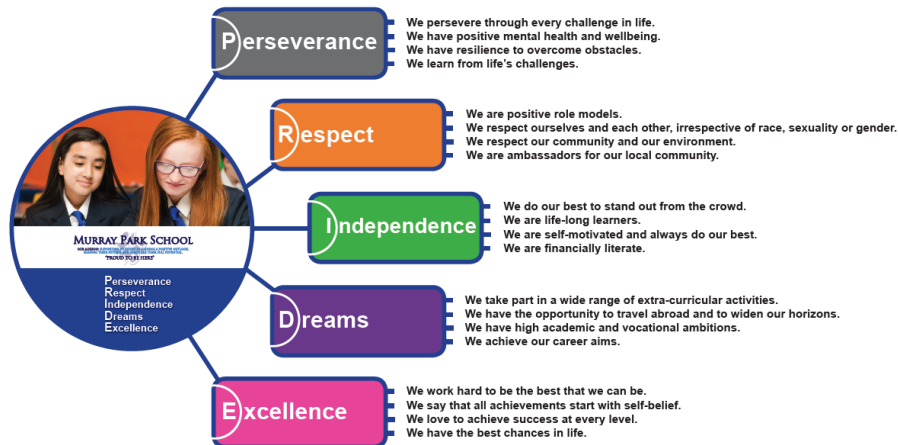 Perseverance
We persevere through every challenge in life.
We have positive mental health and wellbeing.
We have resilience to overcome obstacles.
We learn from life's challenges.
Respect
We are positive role models.
We respect ourselves and each other, irrespective of race, sexuality or gender.
We respect our community and our environment.
We are ambassadors for our local community.
Independence
We do our best to stand out from the crowd.
We are life-long learners.
We are self-motivated and always do our best.
We are financially literate.
Dreams
We take part in a wide range of extra-curricular activities.
We have the opportunity to travel abroad and to widen our horizons.
We have high academic and vocational ambitions.
We achieve our career aims.
Excellence
We work hard to be the best that we can be.
We say that all achievements start with self-belief.
We love to achieve success at every level.
We have the best chances in life.
MURRAY PARK SCHOOL
"PROUD TO BE HERE"
Perseverance
Respect
Independence
Dreams
Excellence